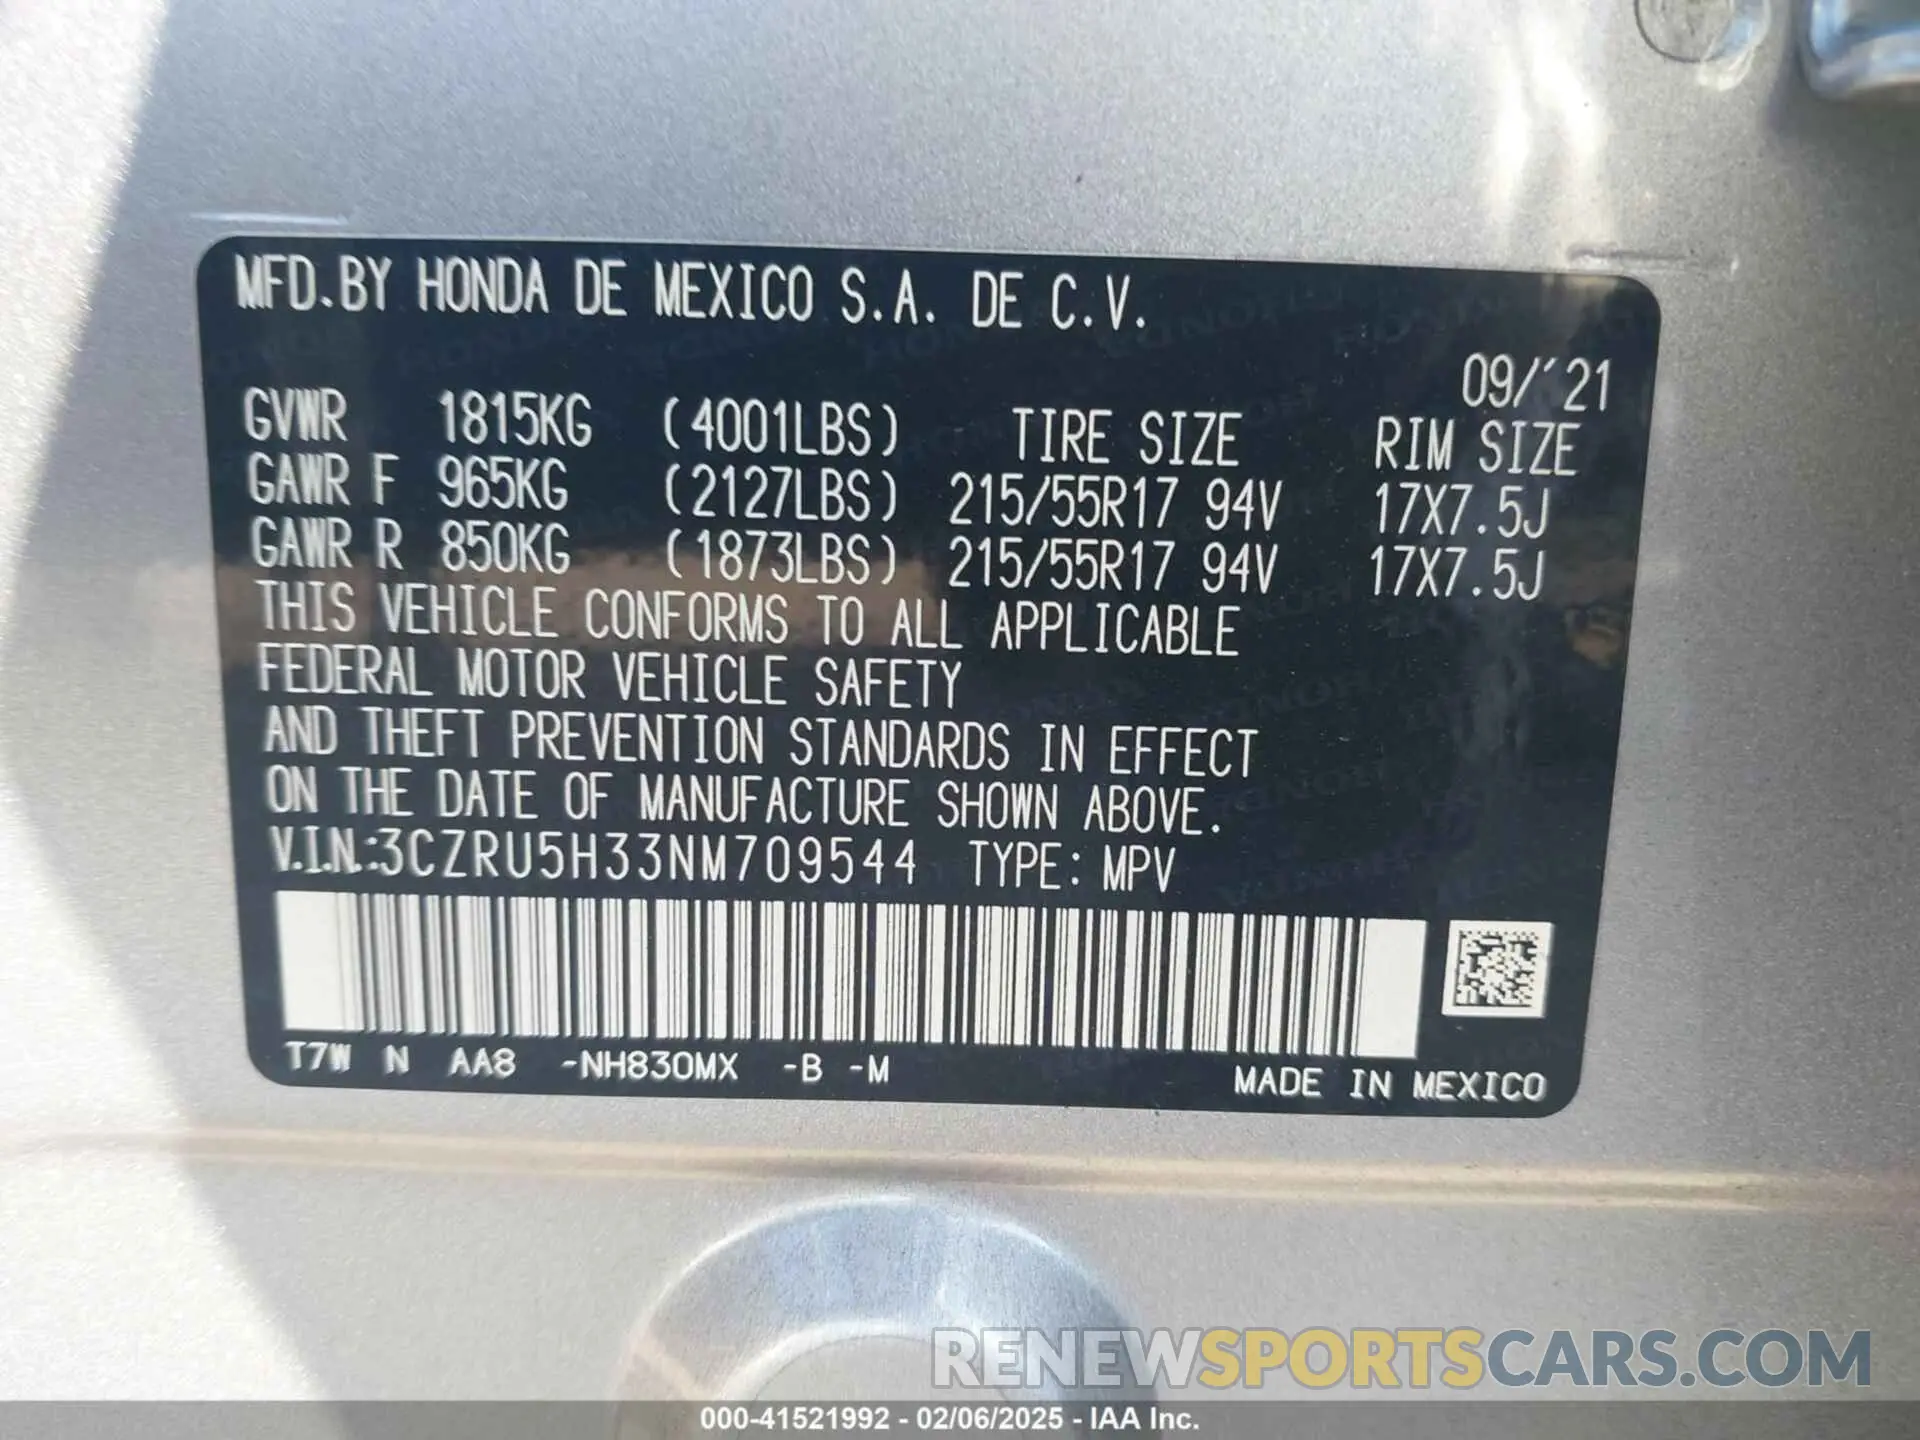 MFD.BY HONDA DE MEXICO S.A. DE C.V.
09/'21
GVWR 1815KG (4001LBS) TIRE SIZE RIM SIZE
GAWR F 965KG (2127LBS) 215/55R17 94V 17X7.5J
GAWR R 850KG (1873LBS) 215/55R17 94V 17X7.5J
THIS VEHICLE CONFORMS TO ALL APPLICABLE
FEDERAL MOTOR VEHICLE SAFETY
AND THEFT PREVENTION STANDARDS IN EFFECT
ON THE DATE OF MANUFACTURE SHOWN ABOVE.
V.I.N.:3CZRU5H33NM709544 TYPE: MPV
T7W N AA8 -NH830MX -B -M
MADE IN MEXICO
RENEWSPORTSCARS.COM
000-41521992 - 02/06/2025 - IAA Inc.